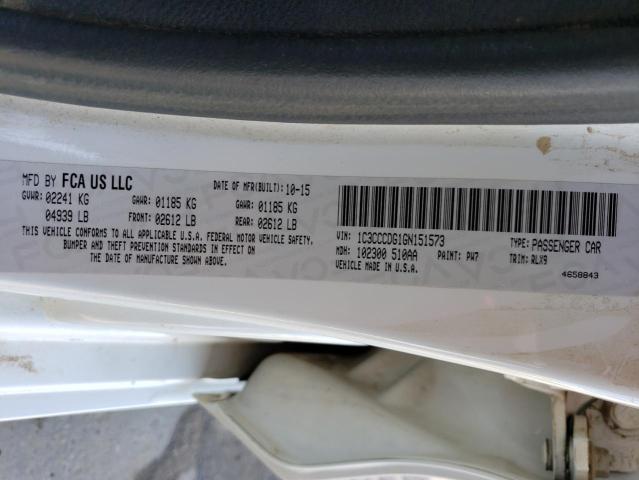 MFD BY FCA US LLC DATE OF MFR(BUILT): 10-15
GVWR: 02241 KG GAWR: 01185 KG GAWR: 01185 KG
04939 LB FRONT: 02612 LB REAR: 02612 LB
THIS VEHICLE CONFORMS TO ALL APPLICABLE U.S.A. FEDERAL MOTOR VEHICLE SAFETY,
BUMPER AND THEFT PREVENTION STANDARDS IN EFFECT ON
THE DATE OF MANUFACTURE SHOWN ABOVE.
VIN: 1C3CCCDG1GN151573 TYPE: PASSENGER CAR
MDH: 102300 510AA PAINT: PW7 TRIM: RLX9
VEHICLE MADE IN U.S.A. 4658843